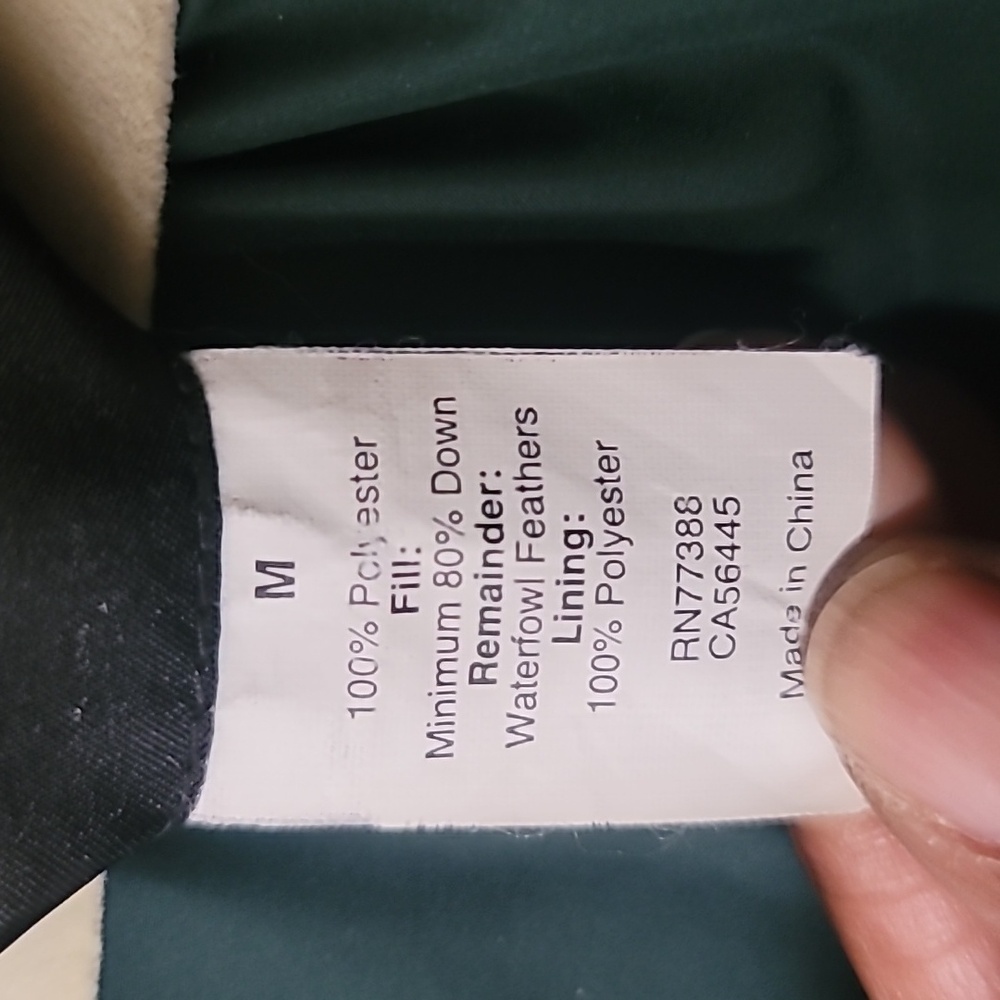 M
100% Polyester
Fill:
Minimum 80% Down
Remainder:
Waterfowl Feathers
Lining:
100% Polyester
RN77388
CA56445
Made in China